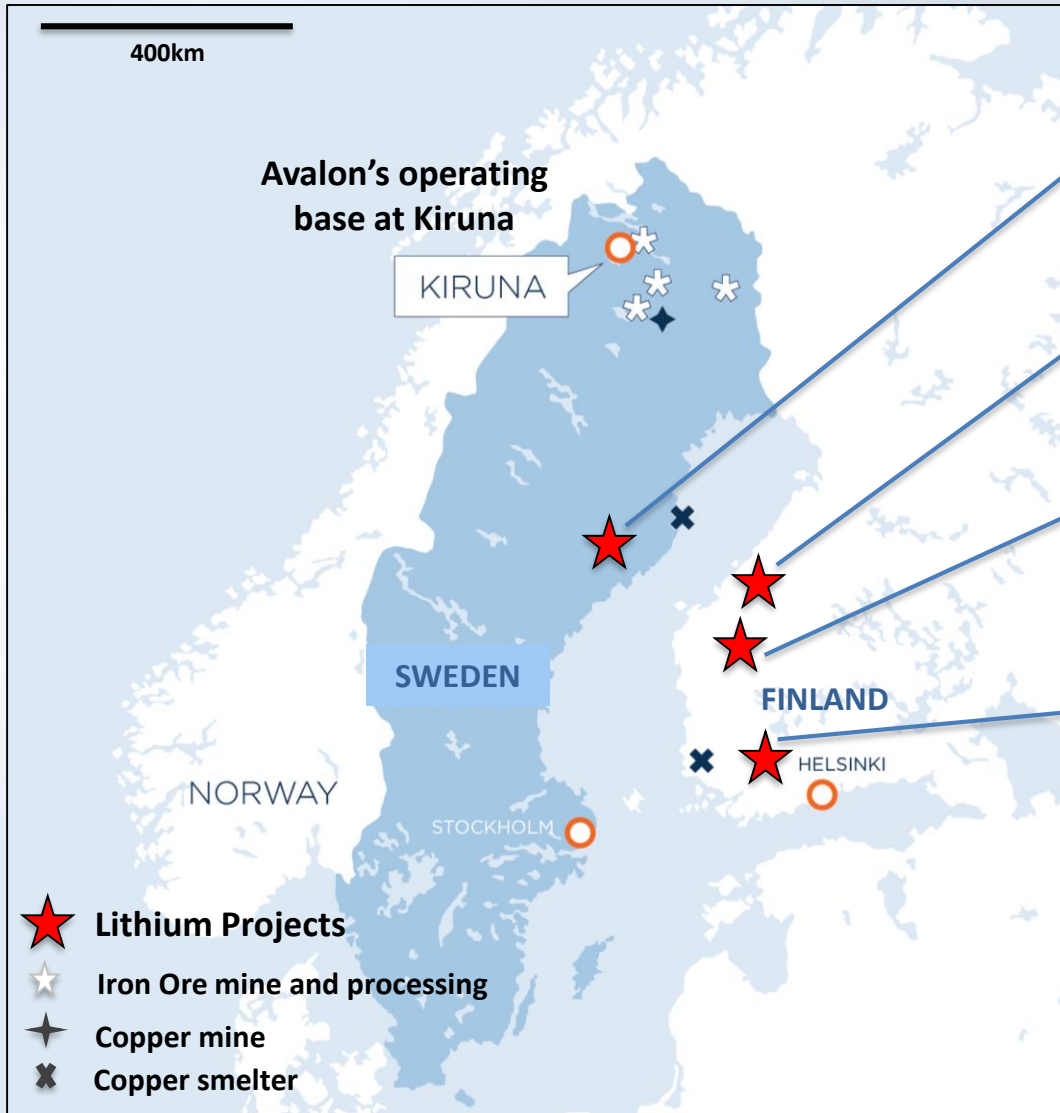 400km
Avalon’s operating
base at Kiruna
KIRUNA
SWEDEN
FINLAND
HELSINKI
NORWAY
STOCKHOLM
Lithium Projects
Iron Ore mine and processing
Copper mine
Copper smelter